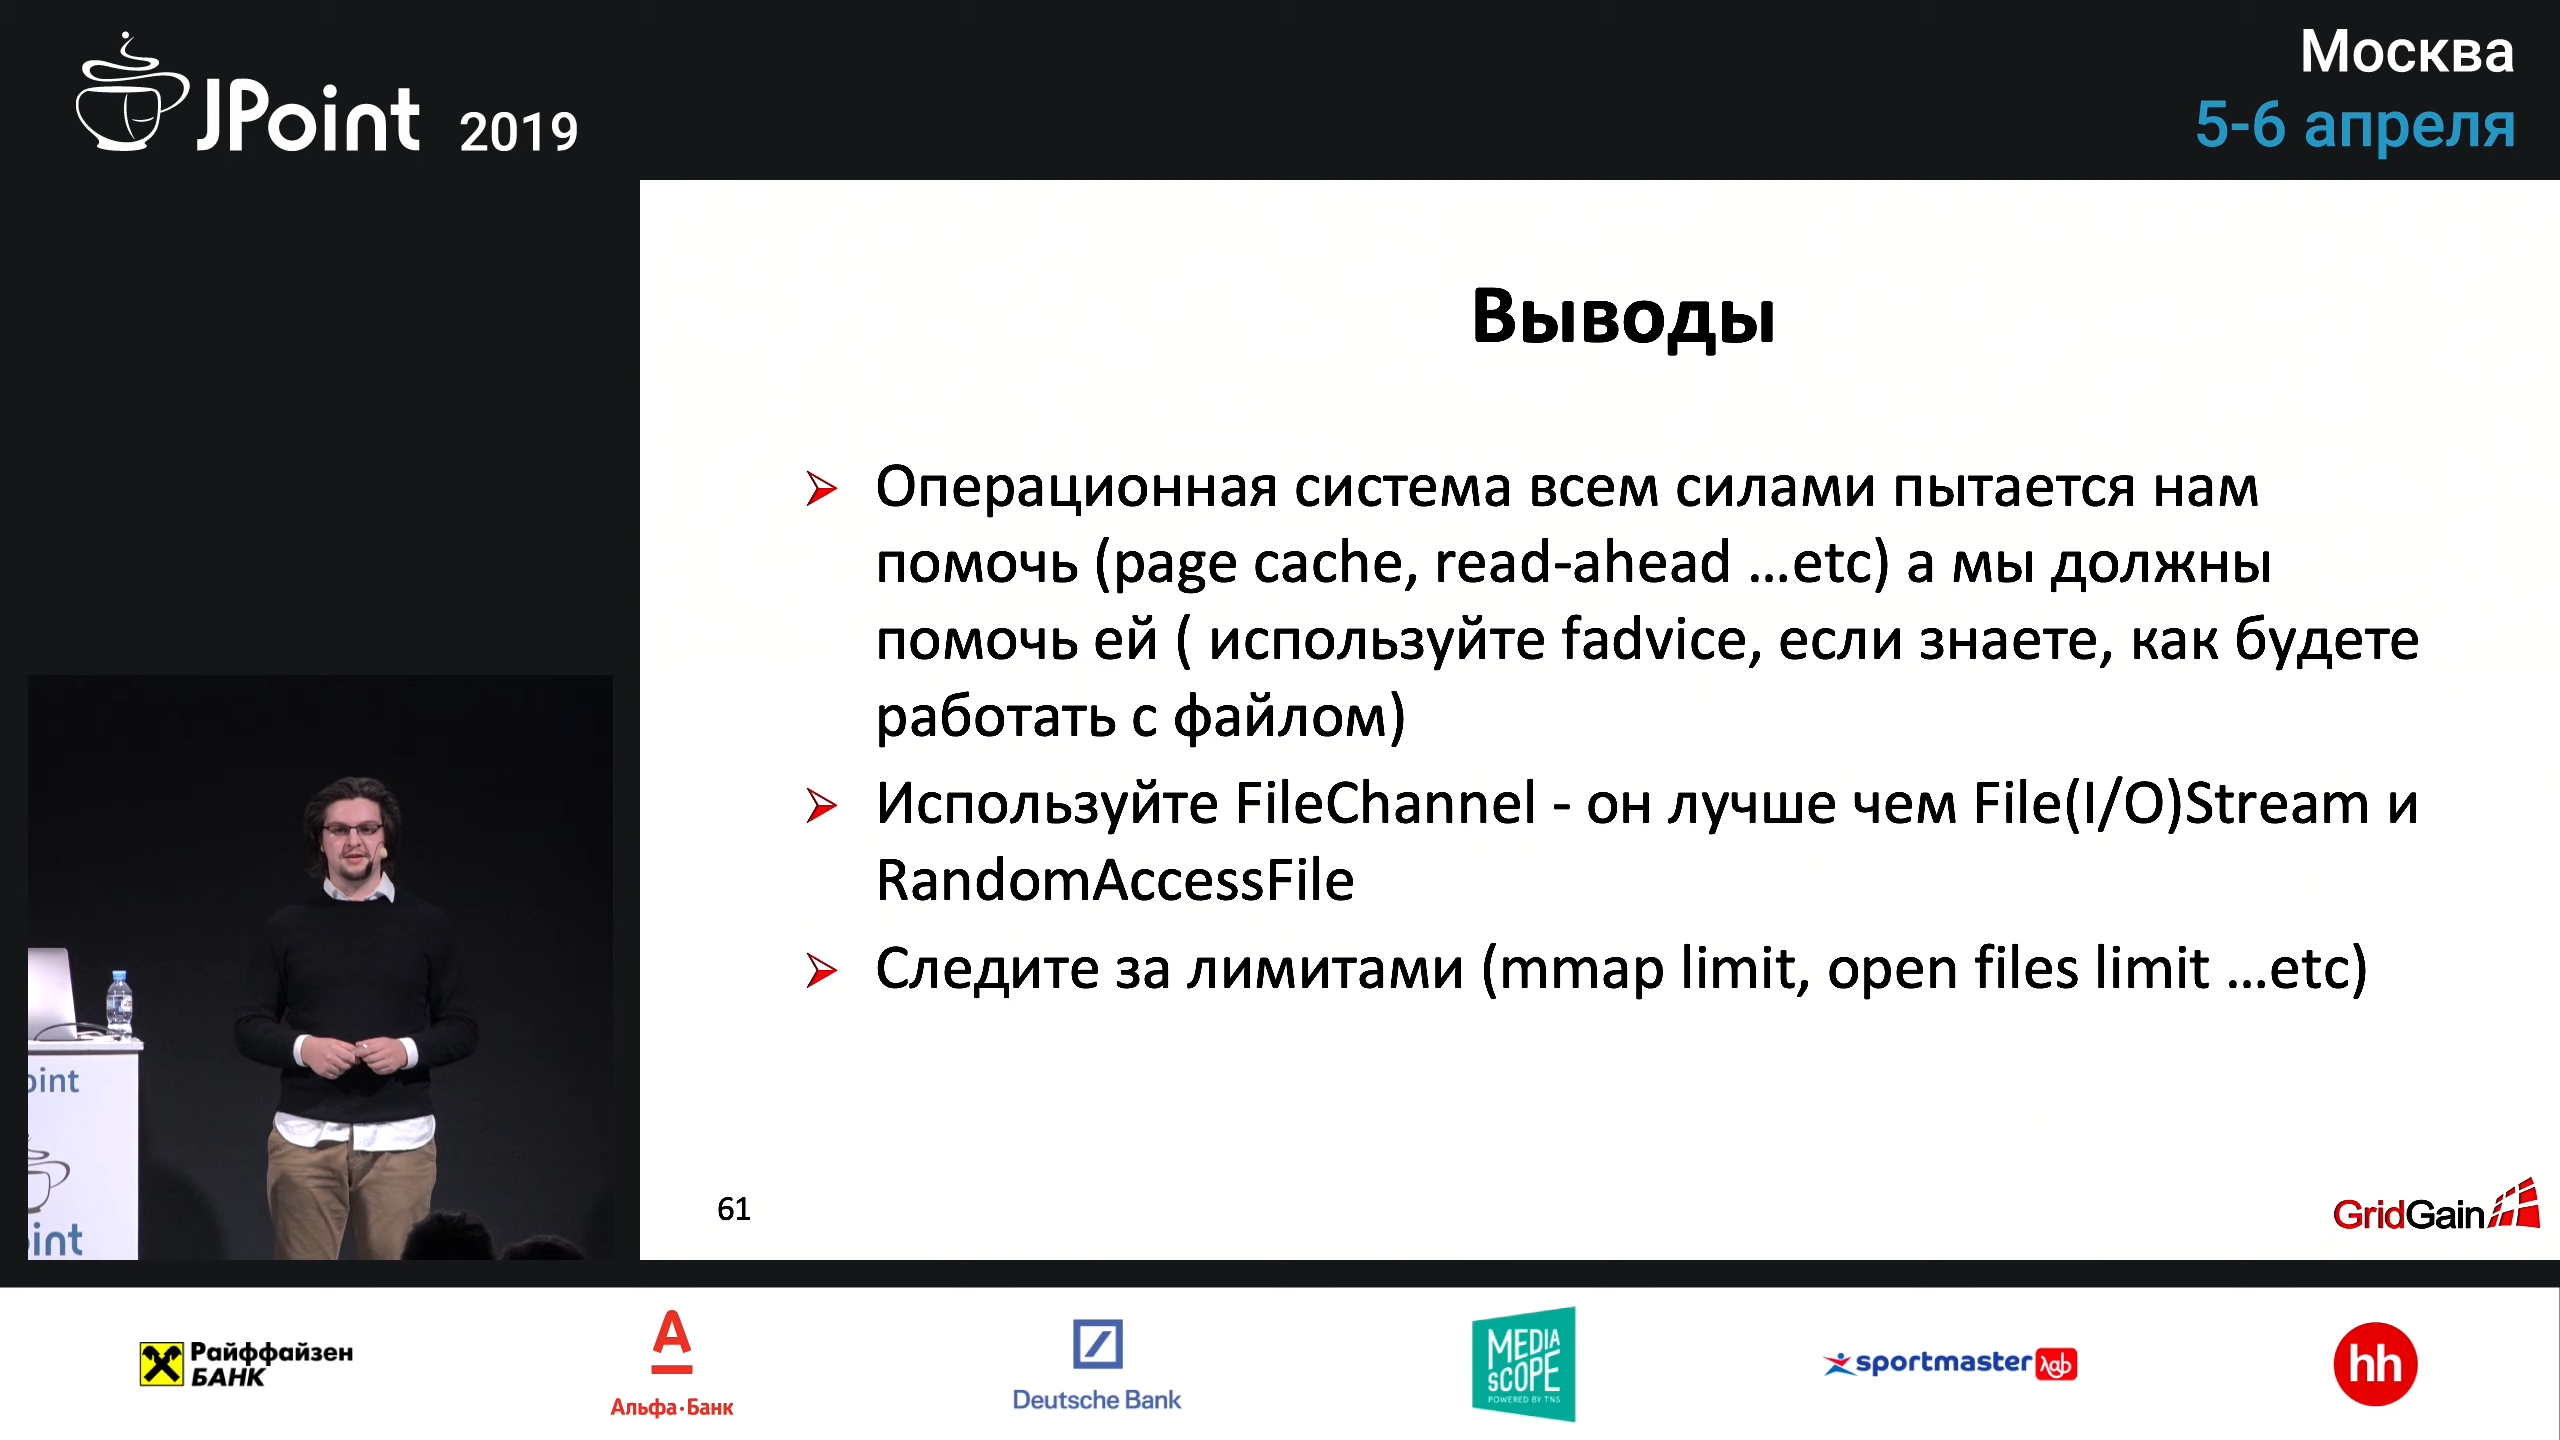 JPoint 2019
Москва
5-6 апреля
Выводы
Операционная система всем силами пытается нам
помочь (page cache, read-ahead ...etc) а мы должны
помочь ей ( используйте fadvice, если знаете, как будете
работать с файлом)
Используйте FileChannel - он лучше чем File(I/O)Stream и
RandomAccessFile
Следите за лимитами (mmap limit, open files limit ...etc)
61
GridGain
oint
oint
Райффайзен
БАНК
А
Альфа·Банк
Deutsche Bank
MEDIA
SCOPE
POWERED BY TNS
sportmaster лаб
hh